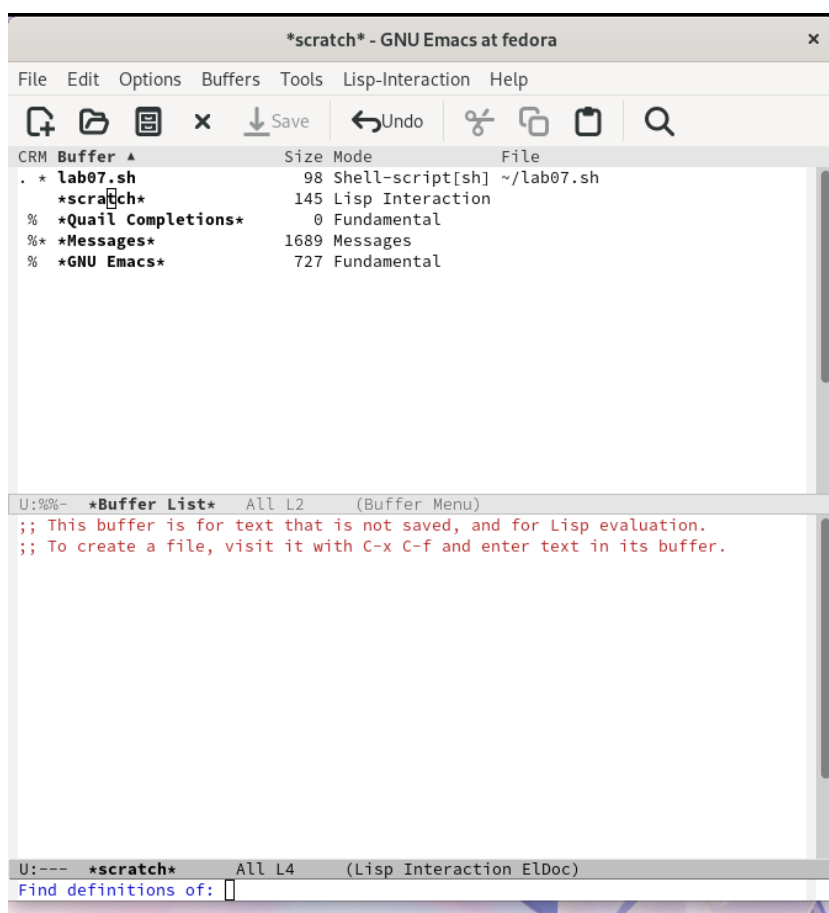 *scratch* - GNU Emacs at fedora ×
File Edit Options Buffers Tools Lisp-Interaction Help
Save Undo
CRM Buffer ▲ Size Mode File
. * lab07.sh 98 Shell-script[sh] ~/lab07.sh
*scratch* 145 Lisp Interaction
% *Quail Completions* 0 Fundamental
%* *Messages* 1689 Messages
% *GNU Emacs* 727 Fundamental
U:%%- *Buffer List* All L2 (Buffer Menu)
;; This buffer is for text that is not saved, and for Lisp evaluation.
;; To create a file, visit it with C-x C-f and enter text in its buffer.
U:--- *scratch* All L4 (Lisp Interaction ElDoc)
Find definitions of: